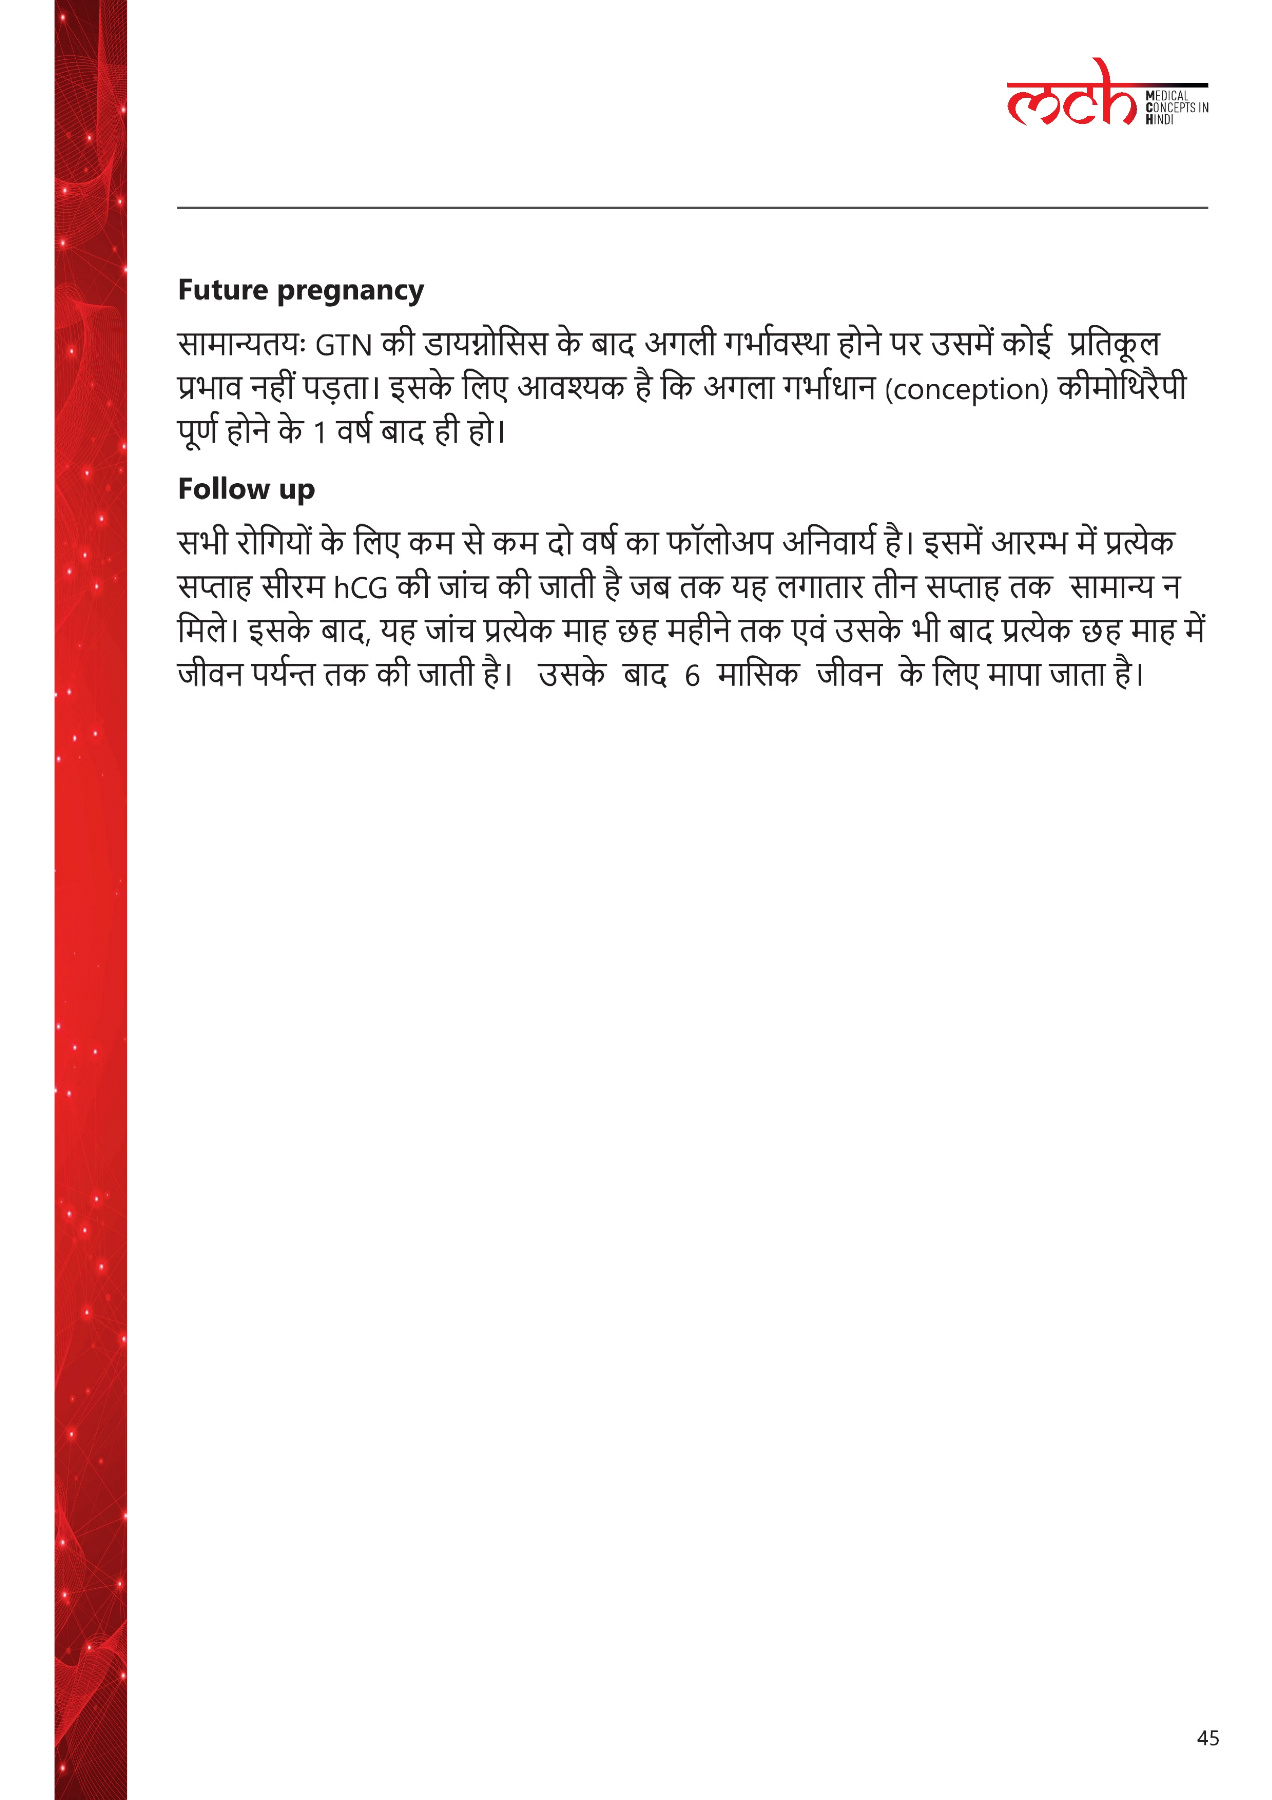 mch MEDICAL
CONCEPTS IN
HINDI
Future pregnancy
सामान्यतयः GTN की डायग्नोसिस के बाद अगली गर्भावस्था होने पर उसमें कोई प्रतिकूल
प्रभाव नहीं पड़ता। इसके लिए आवश्यक है कि अगला गर्भाधान (conception) कीमोथिरैपी
पूर्ण होने के 1 वर्ष बाद ही हो।
Follow up
सभी रोगियों के लिए कम से कम दो वर्ष का फॉलोअप अनिवार्य है। इसमें आरम्भ में प्रत्येक
सप्ताह सीरम hCG की जांच की जाती है जब तक यह लगातार तीन सप्ताह तक सामान्य न
मिले। इसके बाद, यह जांच प्रत्येक माह छह महीने तक एवं उसके भी बाद प्रत्येक छह माह में
जीवन पर्यन्त तक की जाती है। उसके बाद 6 मासिक जीवन के लिए मापा जाता है।
45